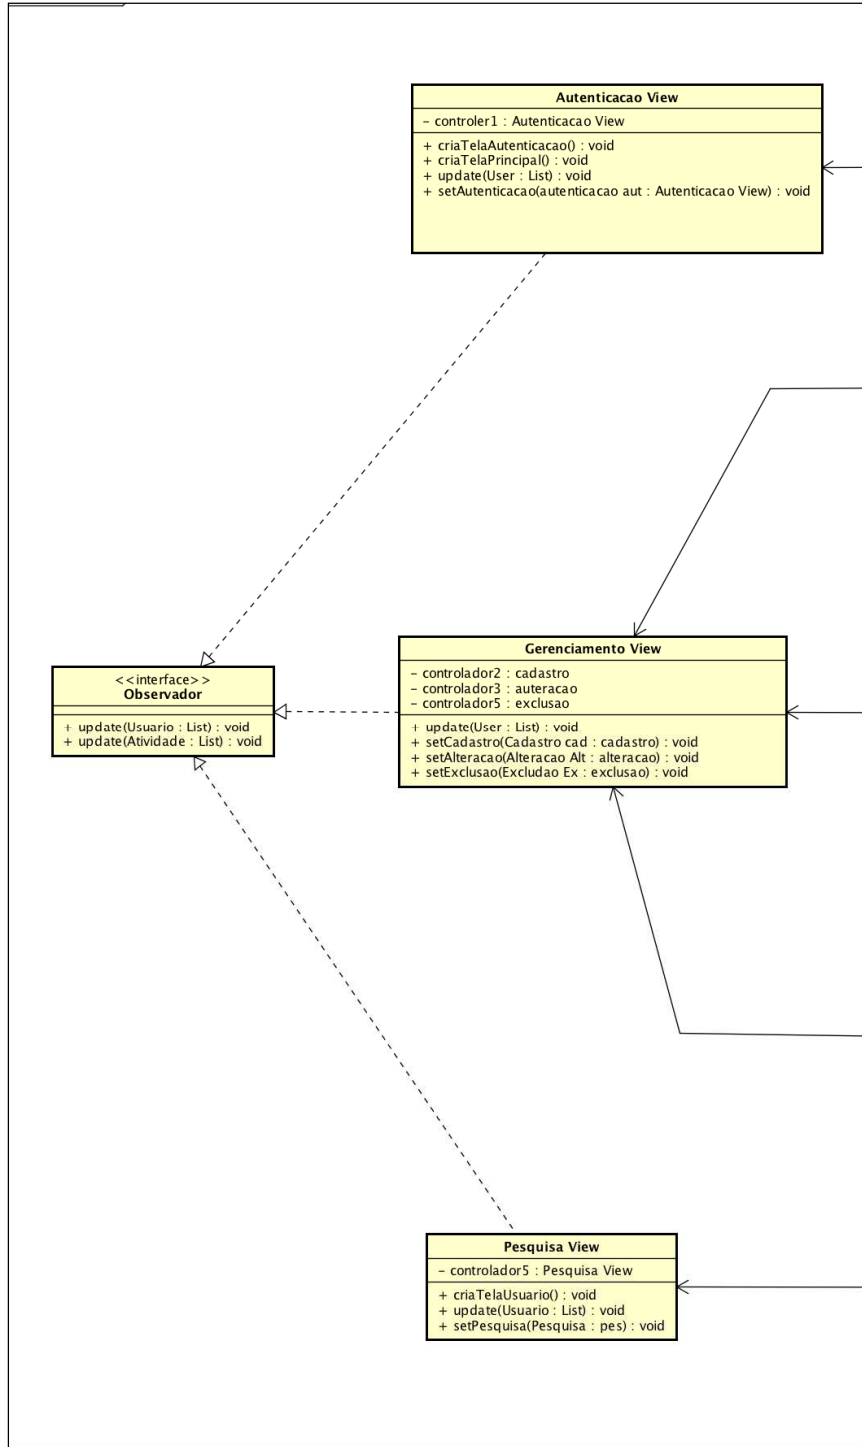 Autenticacao View
– controler1 : Autenticacao View
+ criaTelaAutenticacao() : void
+ criaTelaPrincipal() : void
+ update(User : List) : void
+ setAutenticacao(autenticacao aut : Autenticacao View) : void
<<interface>>
Observador
+ update(Usuario : List) : void
+ update(Atividade : List) : void
Gerenciamento View
– controlador2 : cadastro
– controlador3 : auteracao
– controlador5 : exclusao
+ update(User : List) : void
+ setCadastro(Cadastro cad : cadastro) : void
+ setAlteracao(Alteracao Alt : alteracao) : void
+ setExclusao(Excludao Ex : exclusao) : void
Pesquisa View
– controlador5 : Pesquisa View
+ criaTelaUsuario() : void
+ update(Usuario : List) : void
+ setPesquisa(Pesquisa : pes) : void